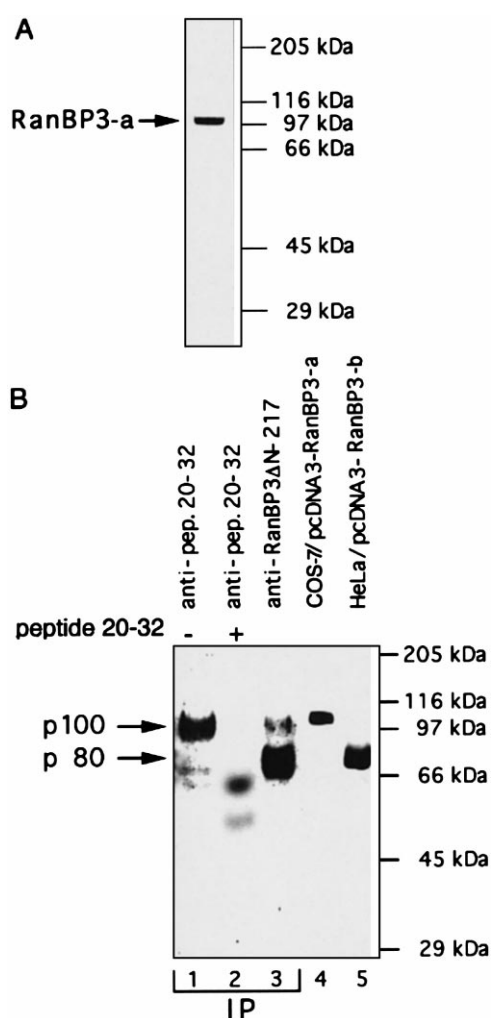 A
205 kDa
116 kDa
RanBP3-a
97 kDa
66 kDa
45 kDa
29 kDa
B
anti-pep. 20-32
anti-pep. 20-32
anti-RanBP3ΔN-217
COS-7/pcDNA3-RanBP3-a
HeLa/pcDNA3-RanBP3-b
peptide 20-32 - +
205 kDa
116 kDa
p100
97 kDa
p 80
66 kDa
45 kDa
29 kDa
1 2 3 4 5
IP